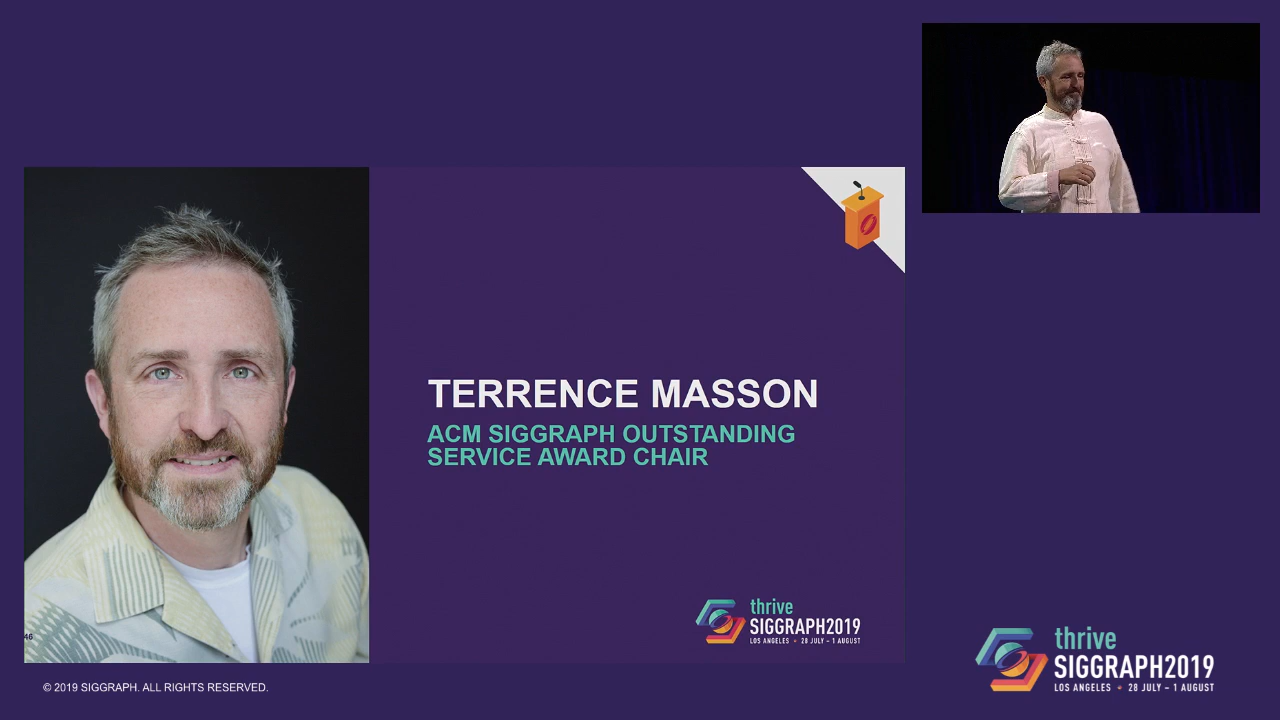 TERRENCE MASSON
ACM SIGGRAPH OUTSTANDING
SERVICE AWARD CHAIR
46
thrive
SIGGRAPH2019
LOS ANGELES • 28 JULY – 1 AUGUST
© 2019 SIGGRAPH. ALL RIGHTS RESERVED.
thrive
SIGGRAPH2019
LOS ANGELES • 28 JULY – 1 AUGUST